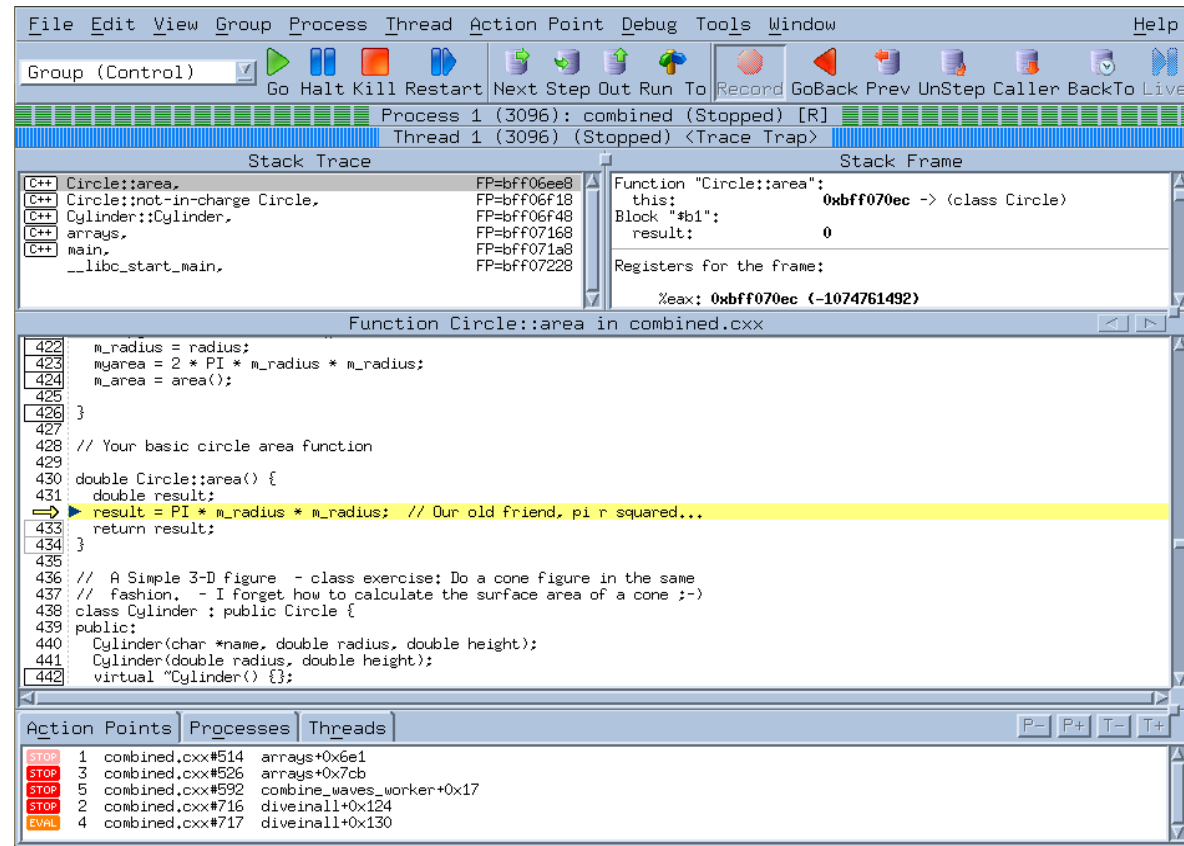 File Edit View Group Process Thread Action Point Debug Tools Window Help
Group (Control)
Go Halt Kill Restart Next Step Out Run To Record GoBack Prev UnStep Caller BackTo Live
Process 1 (3096): combined (Stopped) [R]
Thread 1 (3096) (Stopped) <Trace Trap>
Stack Trace
C++ Circle::area, FP=bff06ee8
C++ Circle::not-in-charge Circle, FP=bff06f18
C++ Cylinder::Cylinder, FP=bff06f48
C++ arrays, FP=bff07168
C++ main, FP=bff071a8
__libc_start_main, FP=bff07228
Stack Frame
Function "Circle::area":
this: 0xbff070ec -> (class Circle)
Block "$b1":
result: 0
Registers for the frame:
%eax: 0xbff070ec (-1074761492)
Function Circle::area in combined.cxx
422 m_radius = radius;
423 myarea = 2 * PI * m_radius * m_radius;
424 m_area = area();
425
426 }
427
428 // Your basic circle area function
429
430 double Circle::area() {
431 double result;
result = PI * m_radius * m_radius; // Our old friend, pi r squared...
433 return result;
434 }
435
436 // A Simple 3-D figure - class exercise: Do a cone figure in the same
437 // fashion. - I forget how to calculate the surface area of a cone ;-)
438 class Cylinder : public Circle {
439 public:
440 Cylinder(char *name, double radius, double height);
441 Cylinder(double radius, double height);
442 virtual ~Cylinder() {};
Action Points Processes Threads P- P+ T- T+
STOP 1 combined.cxx#514 arrays+0x6e1
STOP 3 combined.cxx#526 arrays+0x7cb
STOP 5 combined.cxx#592 combine_waves_worker+0x17
STOP 2 combined.cxx#716 diveinall+0x124
EVAL 4 combined.cxx#717 diveinall+0x130